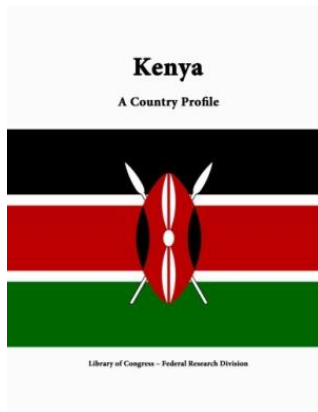 Kenya
A Country Profile
Library of Congress – Federal Research Division